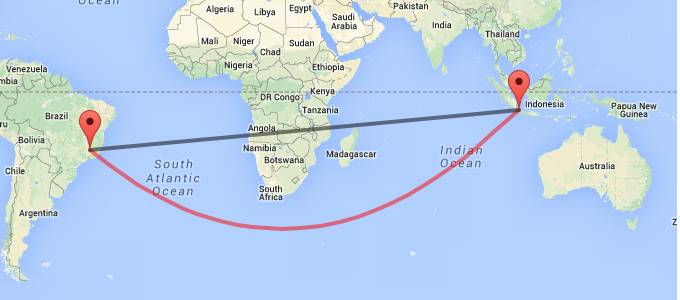 Ocean
Algeria
Libya
Egypt
Saudi
Arabia
Pakistan
India
Thailand
Mali
Niger
Chad
Sudan
Nigeria
Ethiopia
Venezuela
mbia
DR Congo
Kenya
Tanzania
Indonesia
Papua New
Guinea
Brazil
ru
Bolivia
Angola
Namibia
Botswana
Madagascar
Indian
Ocean
Australia
Chile
South
Atlantic
Ocean
South
Africa
Argentina